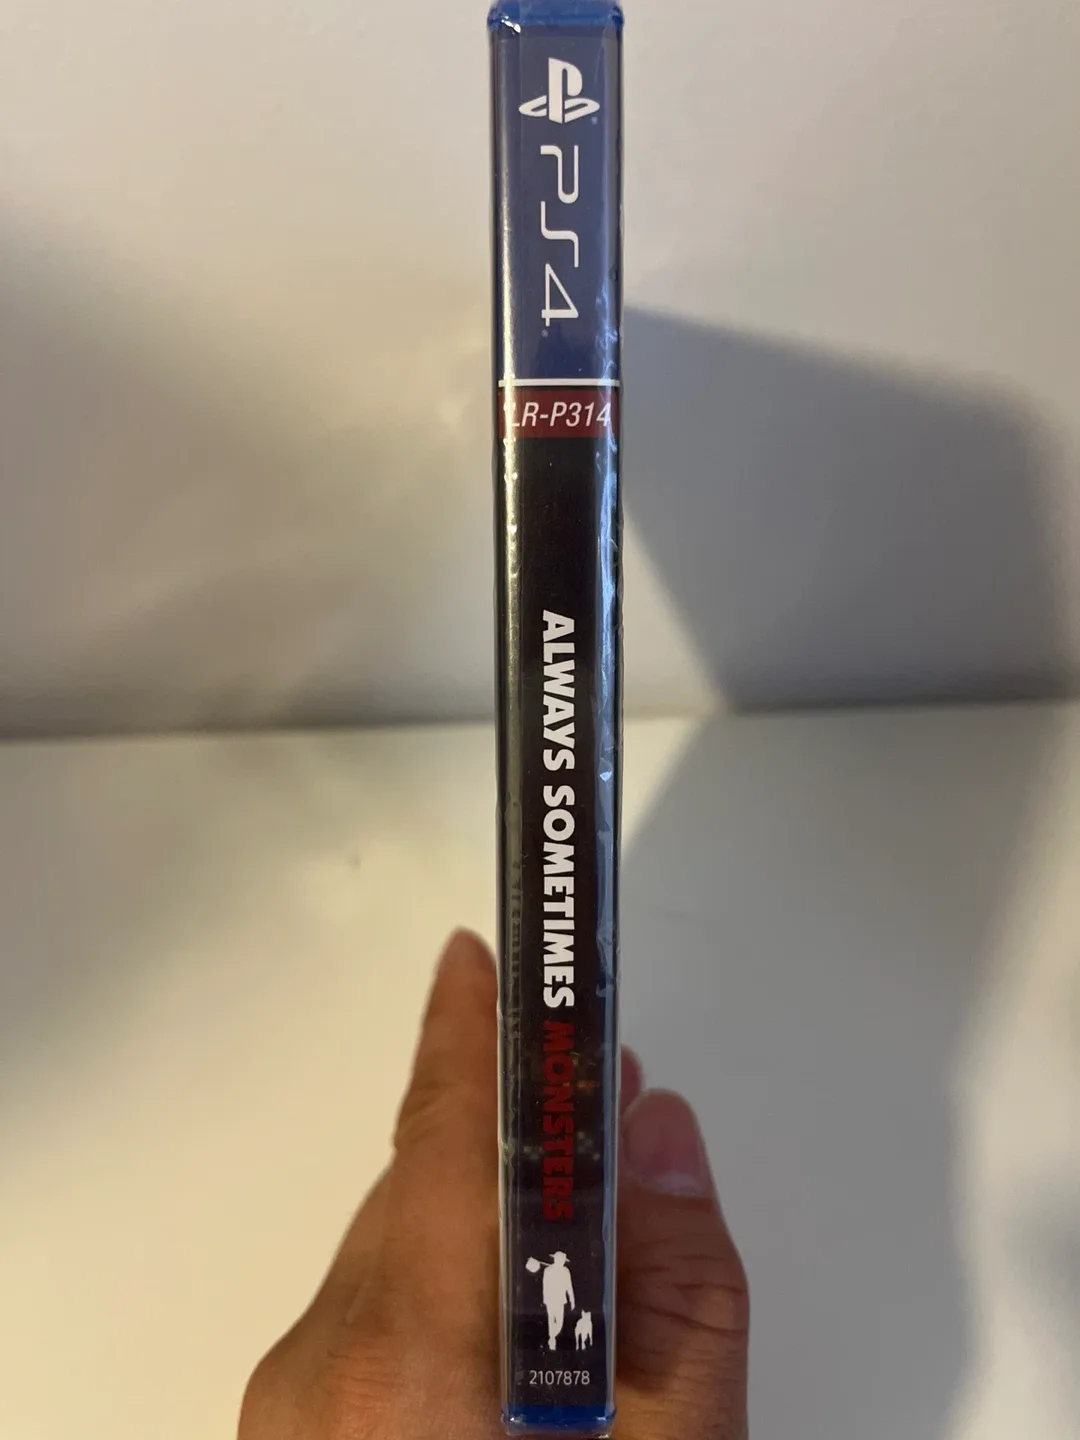 PS4
LR-P314
ALWAYS SOMETIMES MONSTERS
2107878